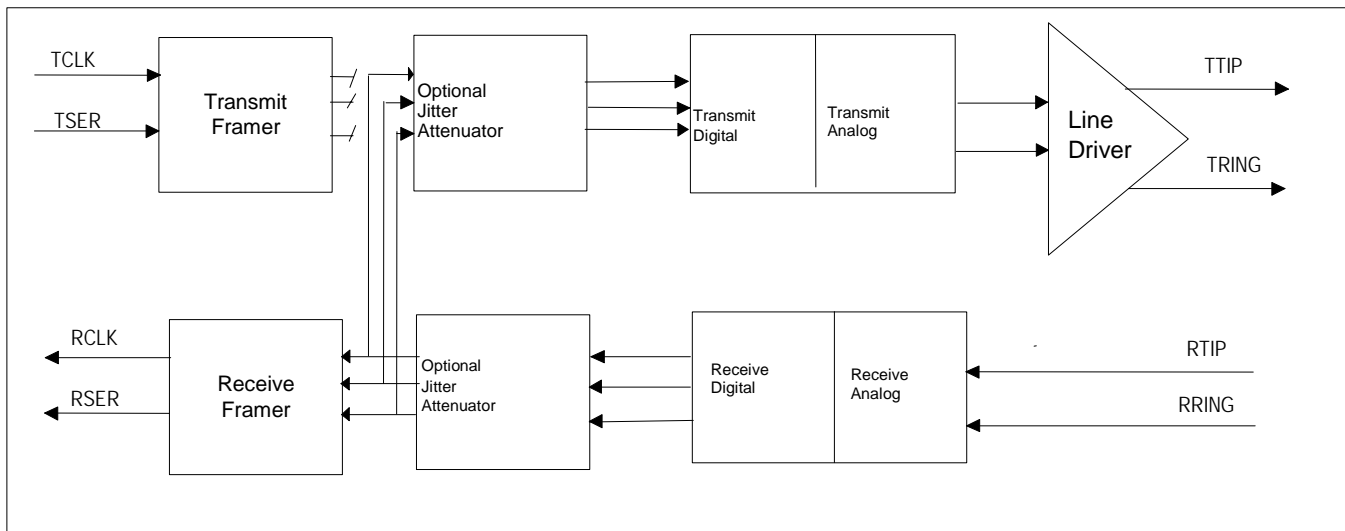 TCLK
TSER
Transmit
Framer
Optional
Jitter
Attenuator
Transmit
Digital
Transmit
Analog
Line
Driver
TTIP
TRING
RCLK
RSER
Receive
Framer
Optional
Jitter
Attenuator
Receive
Digital
Receive
Analog
RTIP
RRING